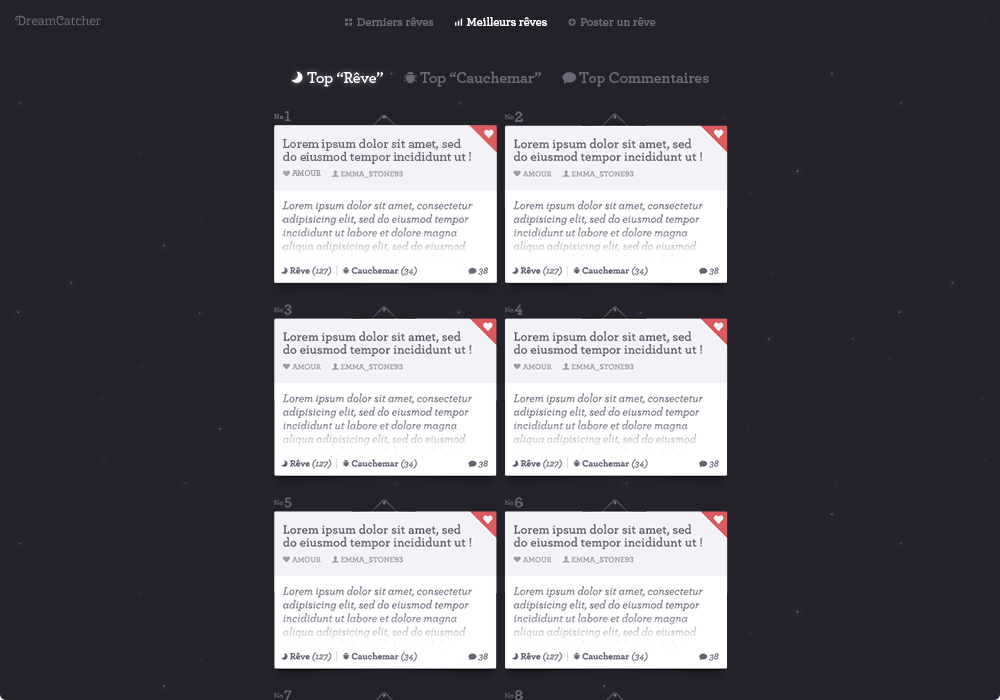 DreamCatcher
Derniers rêves Meilleurs rêves Poster un rêve
Top “Rêve” Top “Cauchemar” Top Commentaires
No1
Lorem ipsum dolor sit amet, sed
do eiusmod tempor incididunt ut !
AMOUR EMMA_STONE93
Lorem ipsum dolor sit amet, consectetur
adipisicing elit, sed do eiusmod tempor
incididunt ut labore et dolore magna
aliqua adipisicing elit, sed do eiusmod
Rêve (127) | Cauchemar (34) 38
No2
Lorem ipsum dolor sit amet, sed
do eiusmod tempor incididunt ut !
AMOUR EMMA_STONE93
Lorem ipsum dolor sit amet, consectetur
adipisicing elit, sed do eiusmod tempor
incididunt ut labore et dolore magna
aliqua adipisicing elit, sed do eiusmod
Rêve (127) | Cauchemar (34) 38
No3
Lorem ipsum dolor sit amet, sed
do eiusmod tempor incididunt ut !
AMOUR EMMA_STONE93
Lorem ipsum dolor sit amet, consectetur
adipisicing elit, sed do eiusmod tempor
incididunt ut labore et dolore magna
aliqua adipisicing elit, sed do eiusmod
Rêve (127) | Cauchemar (34) 38
No4
Lorem ipsum dolor sit amet, sed
do eiusmod tempor incididunt ut !
AMOUR EMMA_STONE93
Lorem ipsum dolor sit amet, consectetur
adipisicing elit, sed do eiusmod tempor
incididunt ut labore et dolore magna
aliqua adipisicing elit, sed do eiusmod
Rêve (127) | Cauchemar (34) 38
No5
Lorem ipsum dolor sit amet, sed
do eiusmod tempor incididunt ut !
AMOUR EMMA_STONE93
Lorem ipsum dolor sit amet, consectetur
adipisicing elit, sed do eiusmod tempor
incididunt ut labore et dolore magna
aliqua adipisicing elit, sed do eiusmod
Rêve (127) | Cauchemar (34) 38
No6
Lorem ipsum dolor sit amet, sed
do eiusmod tempor incididunt ut !
AMOUR EMMA_STONE93
Lorem ipsum dolor sit amet, consectetur
adipisicing elit, sed do eiusmod tempor
incididunt ut labore et dolore magna
aliqua adipisicing elit, sed do eiusmod
Rêve (127) | Cauchemar (34) 38
No7
No8